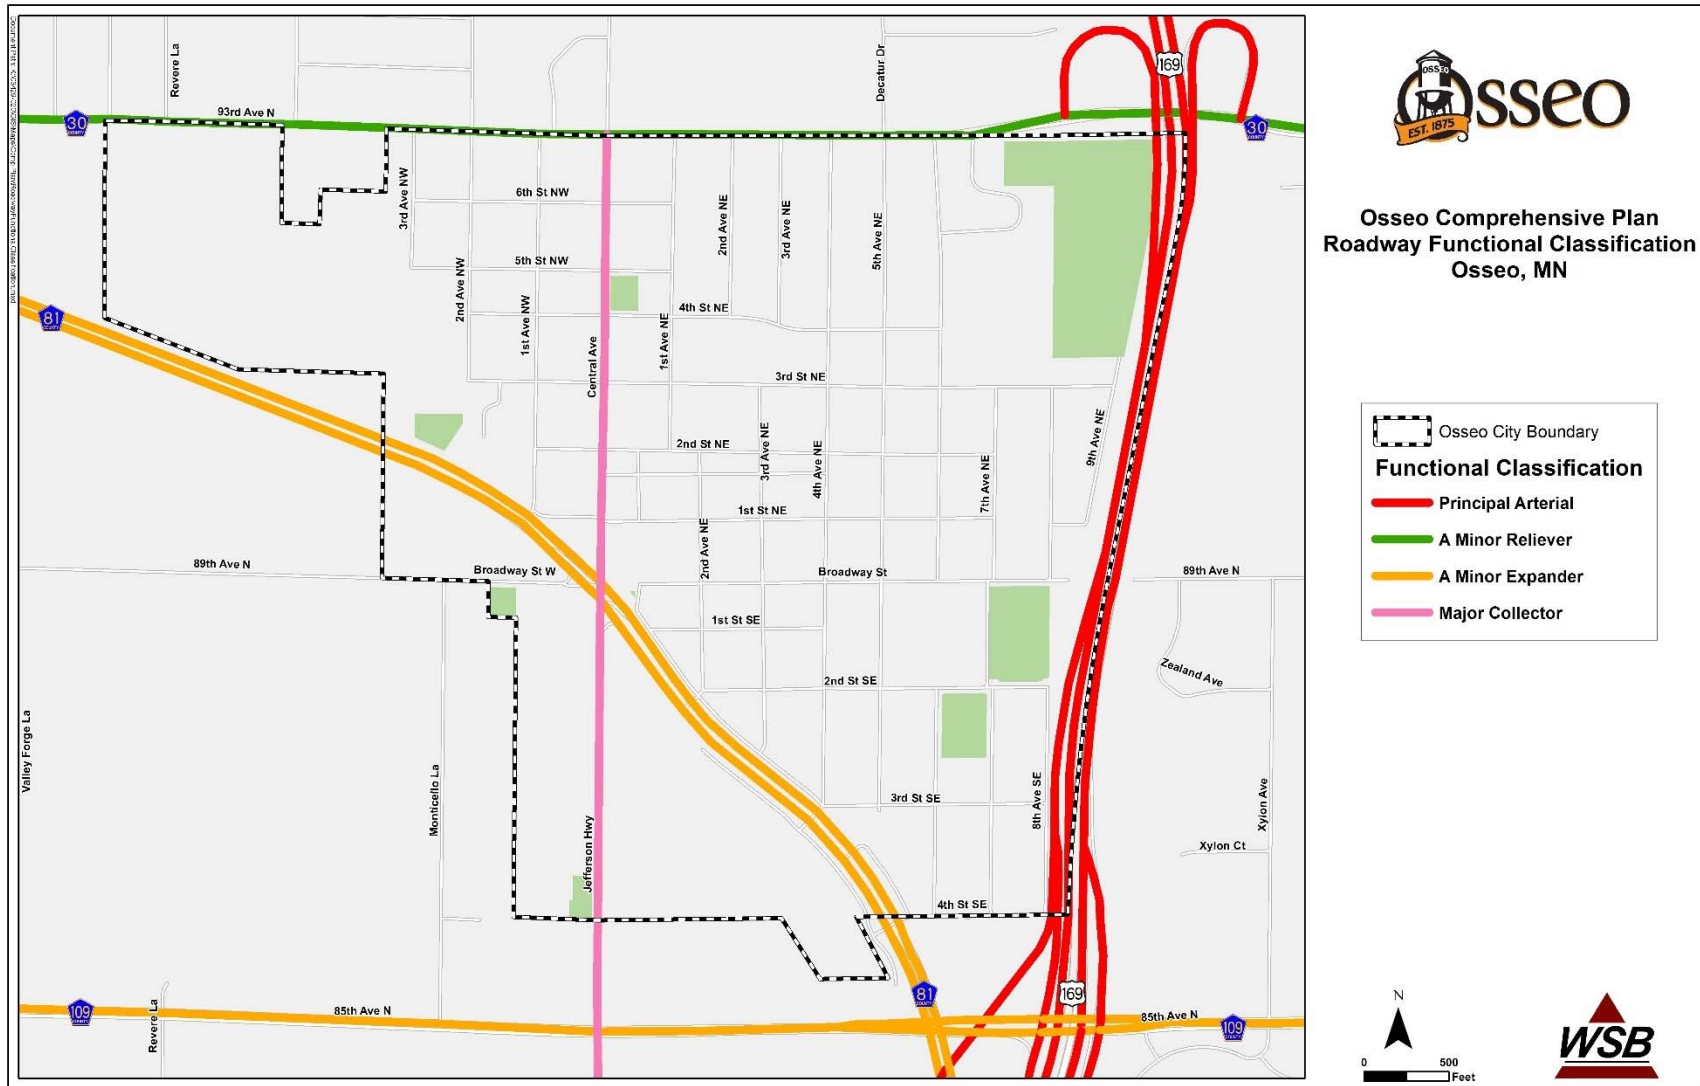 OSSEO
Osseo
EST. 1875
Osseo Comprehensive Plan
Roadway Functional Classification
Osseo, MN
Osseo City Boundary
Functional Classification
Principal Arterial
A Minor Reliever
A Minor Expander
Major Collector
N
0 500
Feet
WSB
Revere La
Decatur Dr
169
30
COUNTY
93rd Ave N
30
COUNTY
3rd Ave NW
6th St NW
2nd Ave NE
3rd Ave NE
5th Ave NE
5th St NW
2nd Ave NW
1st Ave NW
4th St NE
1st Ave NE
Central Ave
81
COUNTY
3rd St NE
9th Ave NE
2nd St NE
3rd Ave NE
4th Ave NE
7th Ave NE
1st St NE
2nd Ave NE
89th Ave N
Broadway St W
Broadway St
89th Ave N
1st St SE
Zealand Ave
2nd St SE
Valley Forge La
Monticello La
Jefferson Hwy
3rd St SE
8th Ave SE
Xylon Ave
Xylon Ct
4th St SE
81
COUNTY
169
109
COUNTY
85th Ave N
85th Ave N
109
COUNTY
Revere La